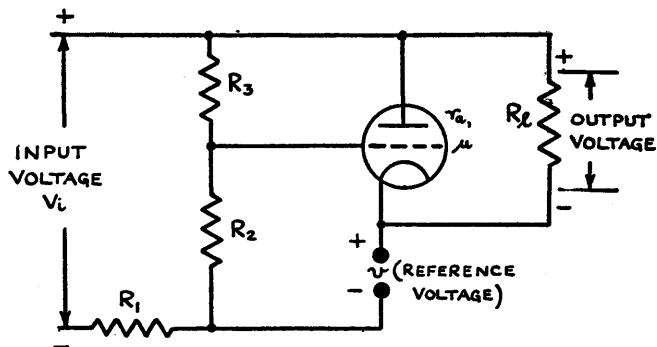 +
R3
INPUT
VOLTAGE
Vi
R2
R1
−
ra,
μ
+
Rℓ
OUTPUT
VOLTAGE
−
+
v (REFERENCE
VOLTAGE)
−